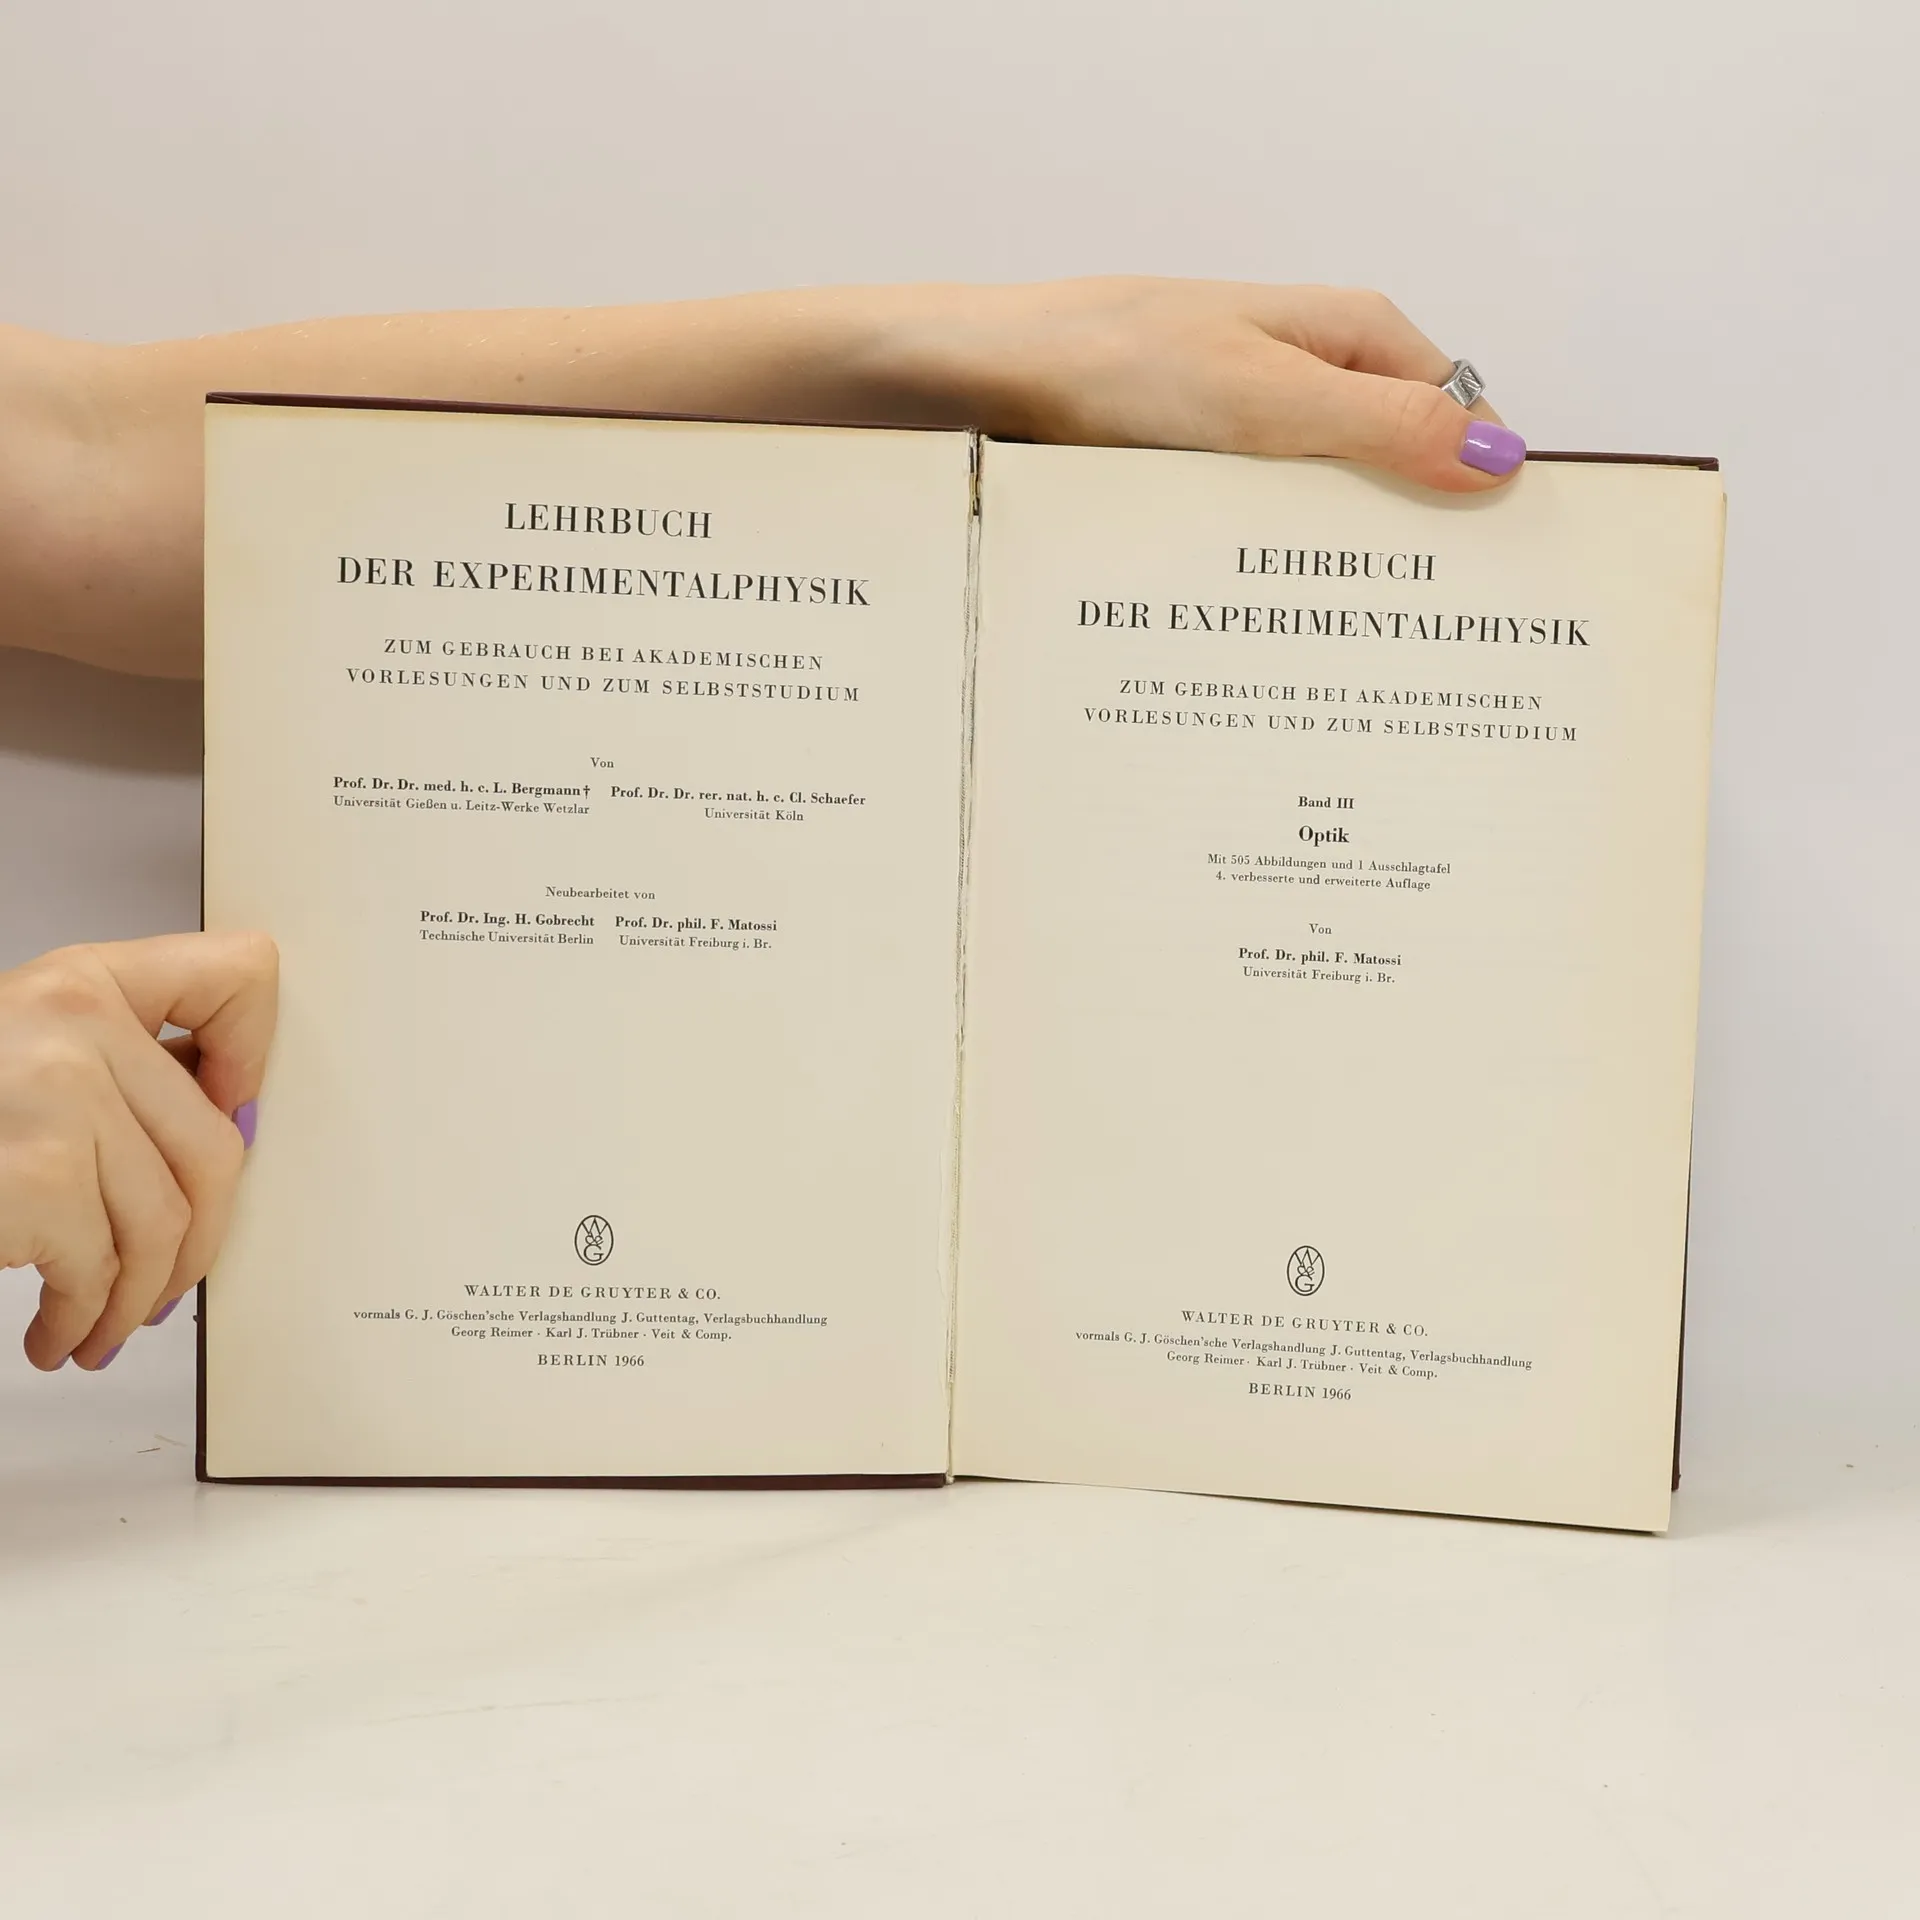 LEHRBUCH
DER EXPERIMENTALPHYSIK
ZUM GEBRAUCH BEI AKADEMISCHEN
VORLESUNGEN UND ZUM SELBSTSTUDIUM
Von
Prof. Dr. Dr. med. h. c. L. Bergmann† Prof. Dr. Dr. rer. nat. h. c. Cl. Schaefer
Universität Gießen u. Leitz-Werke Wetzlar Universität Köln
Neubearbeitet von
Prof. Dr. Ing. H. Gobrecht Prof. Dr. phil. F. Matossi
Technische Universität Berlin Universität Freiburg i. Br.
W de G
WALTER DE GRUYTER & CO.
vormals G. J. Göschen'sche Verlagshandlung J. Guttentag, Verlagsbuchhandlung
Georg Reimer · Karl J. Trübner · Veit & Comp.
BERLIN 1966
LEHRBUCH
DER EXPERIMENTALPHYSIK
ZUM GEBRAUCH BEI AKADEMISCHEN
VORLESUNGEN UND ZUM SELBSTSTUDIUM
Band III
Optik
Mit 505 Abbildungen und 1 Ausschlagtafel
4. verbesserte und erweiterte Auflage
Von
Prof. Dr. phil. F. Matossi
Universität Freiburg i. Br.
W de G
WALTER DE GRUYTER & CO.
vormals G. J. Göschen'sche Verlagshandlung J. Guttentag, Verlagsbuchhandlung
Georg Reimer · Karl J. Trübner · Veit & Comp.
BERLIN 1966